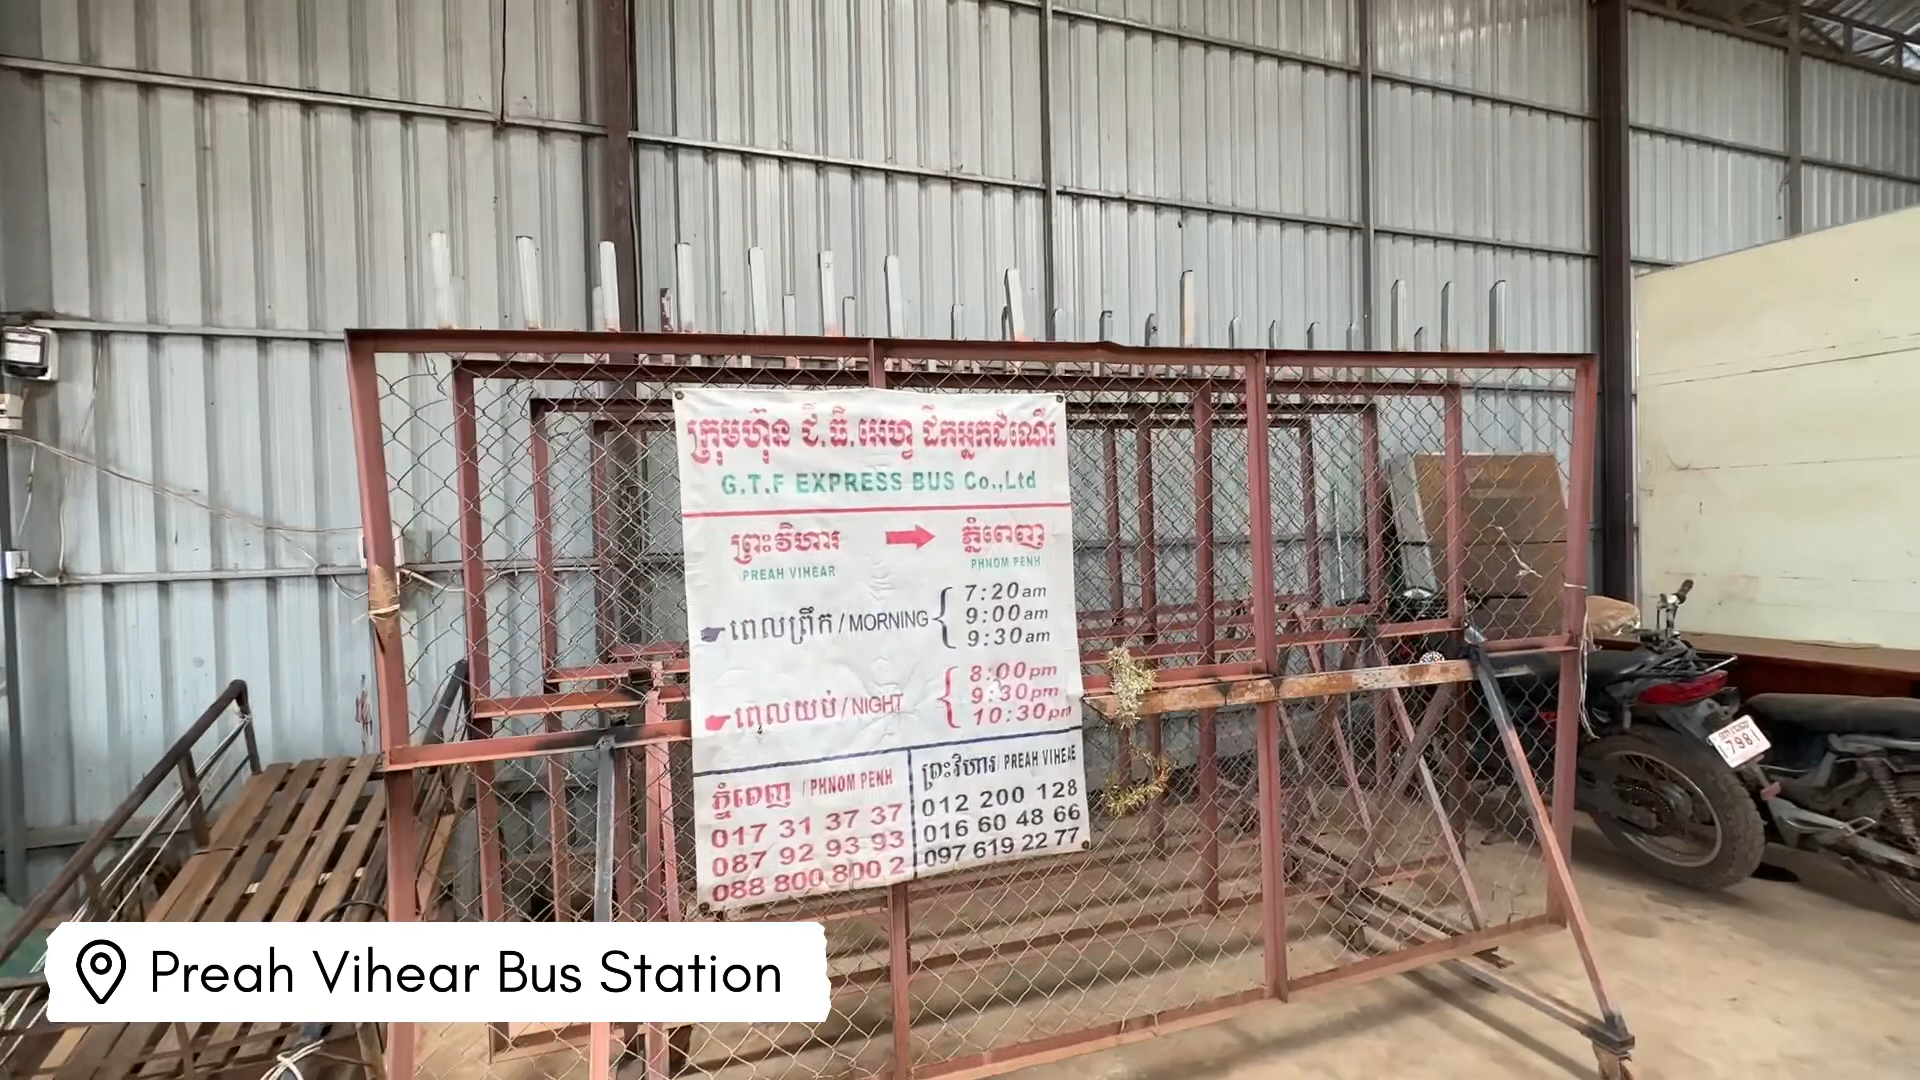 ក្រុមហ៊ុន ជី.ធី.អេហ្វ ដឹកអ្នកដំណើរ
G.T.F EXPRESS BUS Co.,Ltd
ព្រះវិហារ → ភ្នំពេញ
PREAH VIHEAR PHNOM PENH
ពេលព្រឹក / MORNING
7:20am
9:00am
9:30am
ពេលយប់ / NIGHT
8:00pm
9:30pm
10:30pm
ភ្នំពេញ / PHNOM PENH
017 31 37 37
087 92 93 93
088 800 800 2
ព្រះវិហារ / PREAH VIHEAE
012 200 128
016 60 48 66
097 619 22 77
7981
Preah Vihear Bus Station